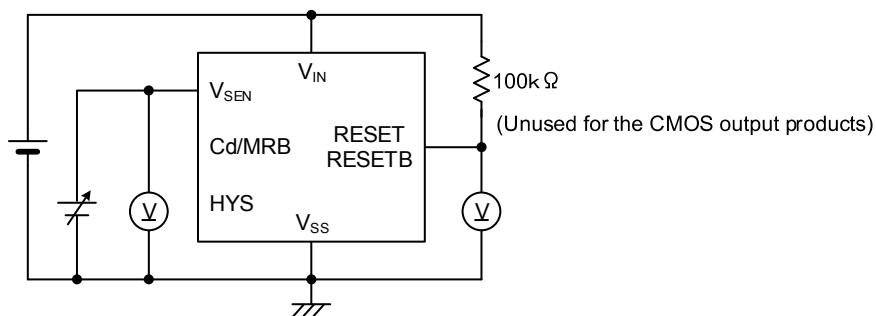 V_IN
V_SEN
100kΩ
(Unused for the CMOS output products)
Cd/MRB
RESET
RESETB
HYS
V
V
V_SS